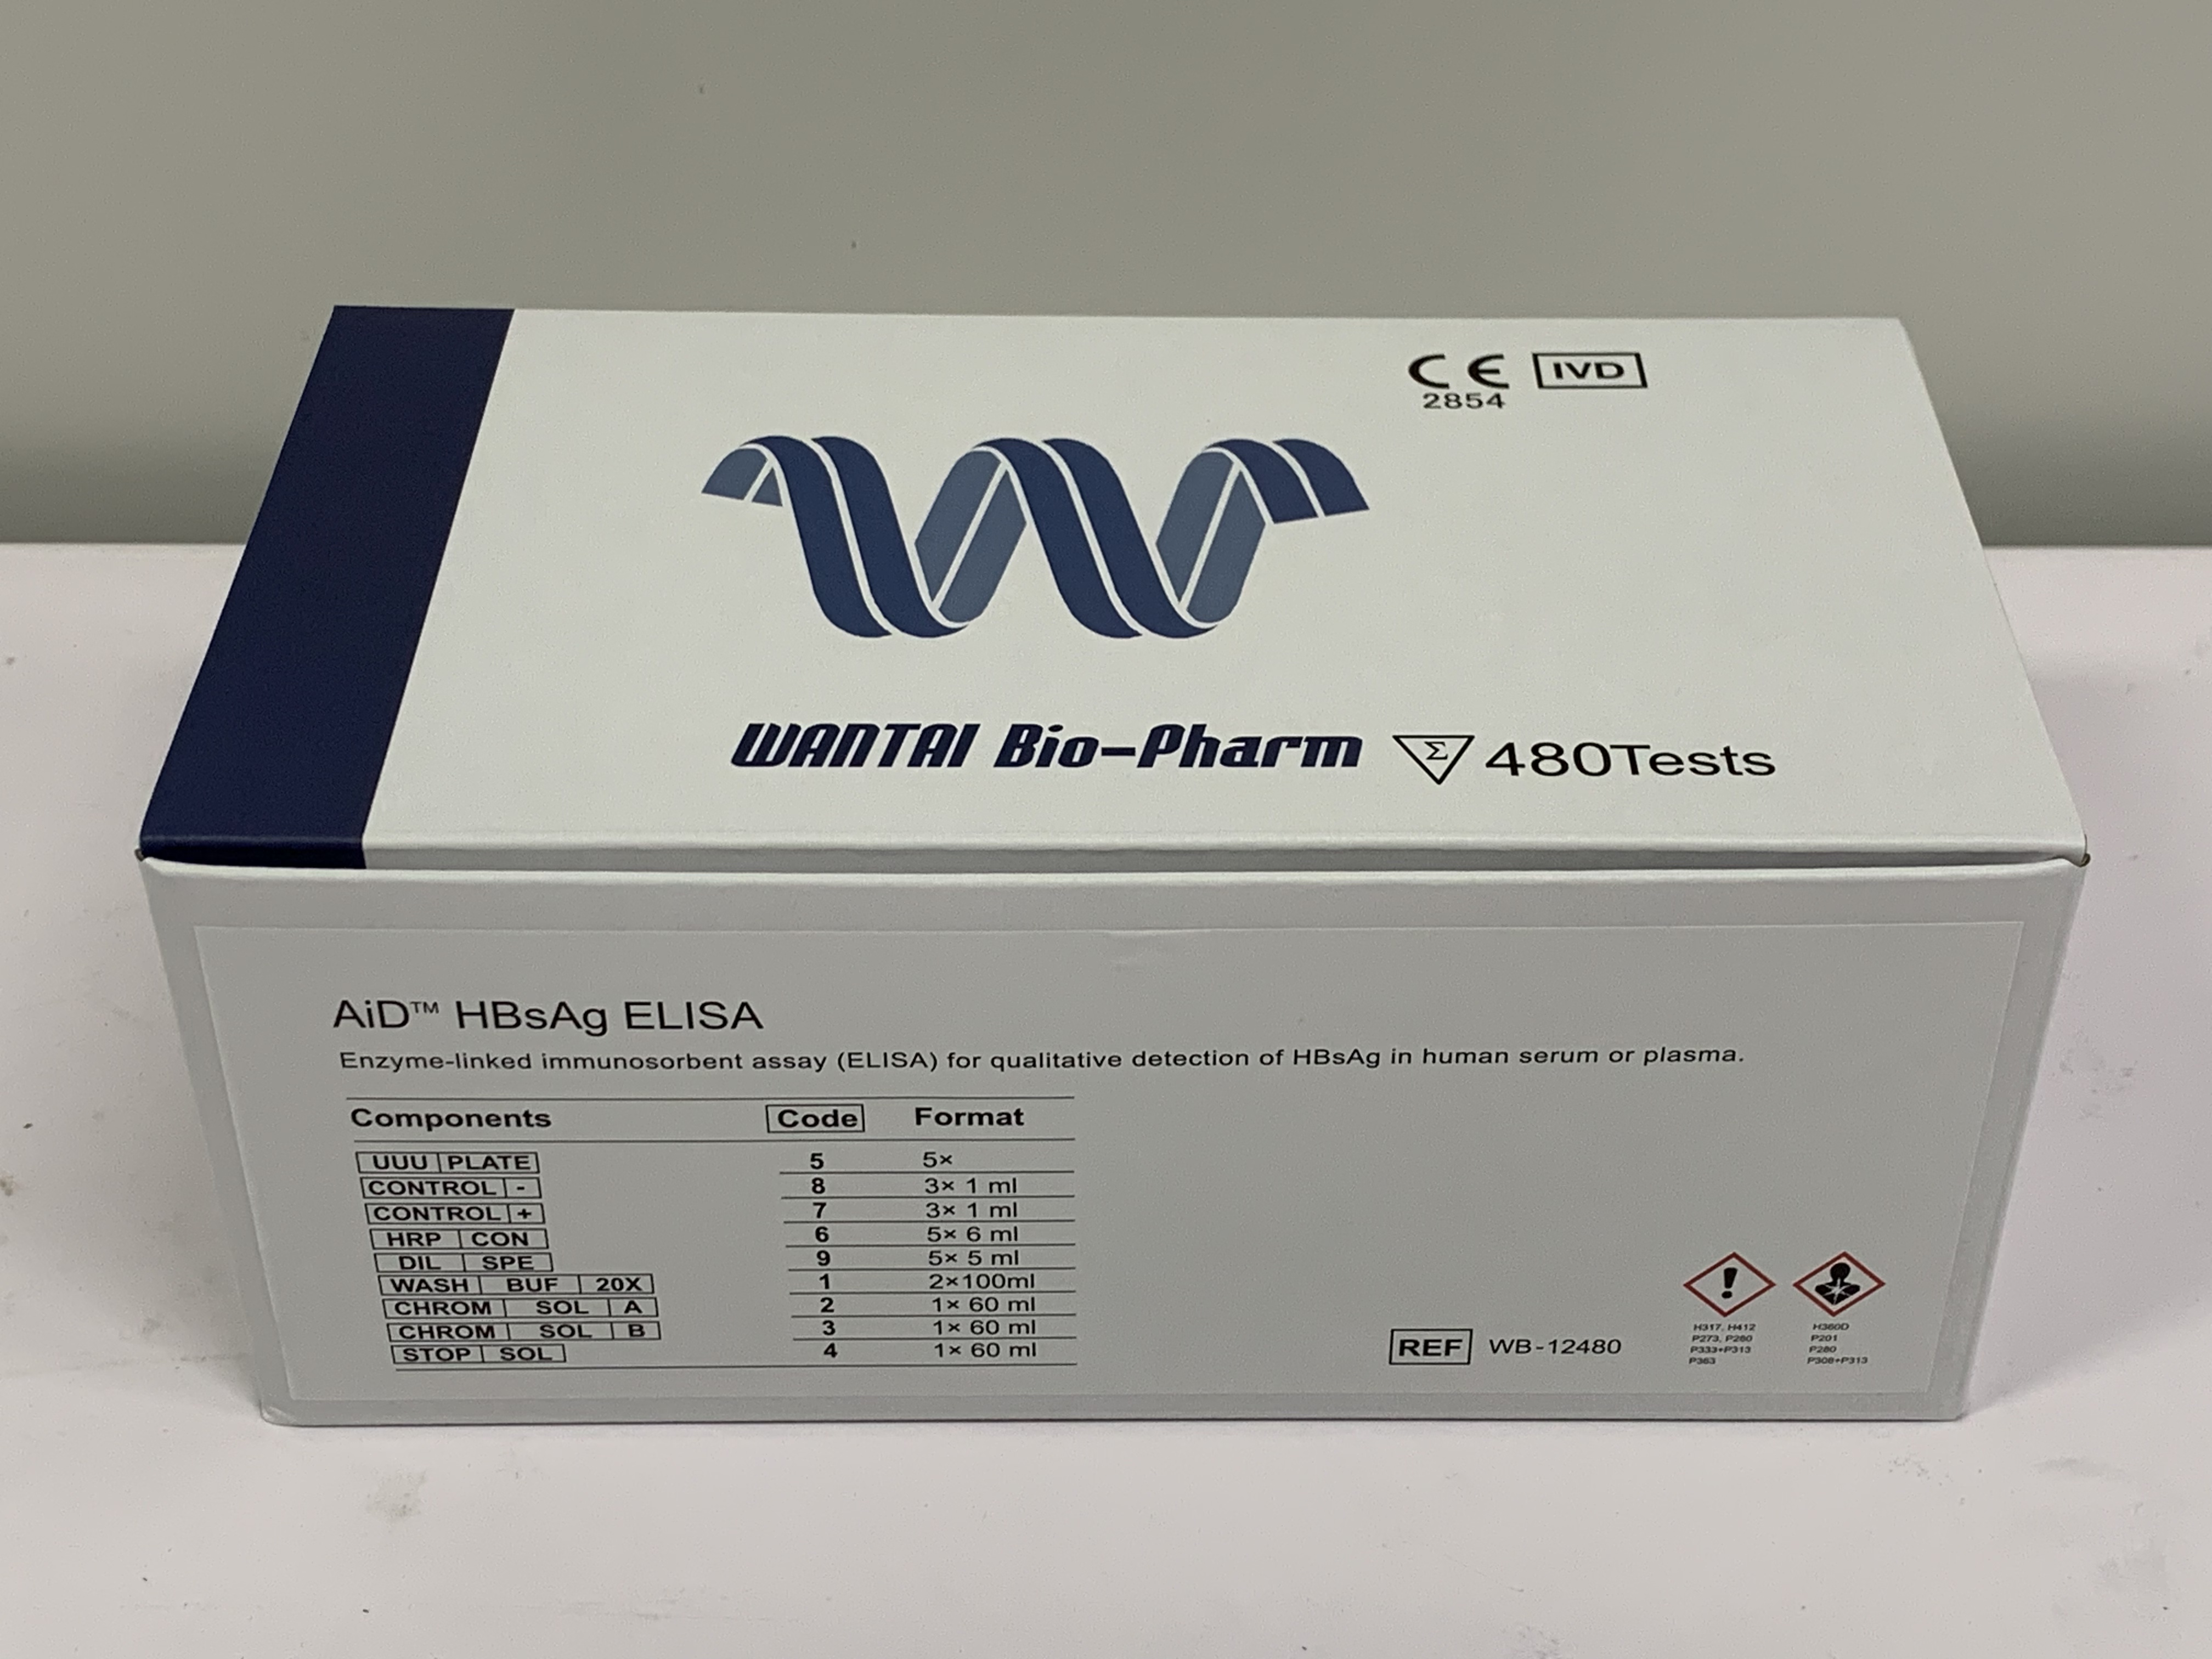 CE IVD
2854
WANTAI Bio-Pharm Σ 480Tests
AiD™ HBsAg ELISA
Enzyme-linked immunosorbent assay (ELISA) for qualitative detection of HBsAg in human serum or plasma.
Components Code Format
UUU PLATE 5 5×
CONTROL - 8 3× 1 ml
CONTROL + 7 3× 1 ml
HRP CON 6 5× 6 ml
DIL SPE 9 5× 5 ml
WASH BUF 20X 1 2×100ml
CHROM SOL A 2 1× 60 ml
CHROM SOL B 3 1× 60 ml
STOP SOL 4 1× 60 ml
REF WB-12480
H317, H412
P273, P280
P333+P313
P363
H360D
P201
P280
P308+P313